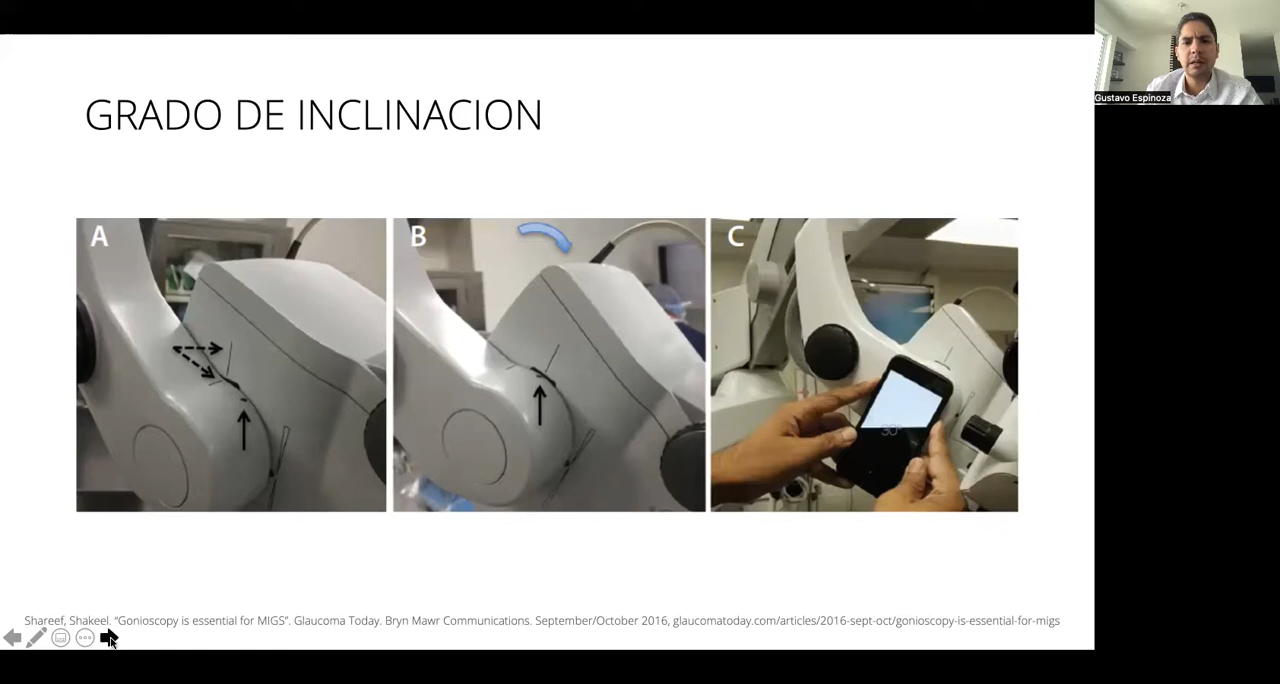 GRADO DE INCLINACION
A
B
C
30°
Shareef, Shakeel. “Gonioscopy is essential for MIGS”. Glaucoma Today. Bryn Mawr Communications. September/October 2016, glaucomatoday.com/articles/2016-sept-oct/gonioscopy-is-essential-for-migs
Gustavo Espinoza